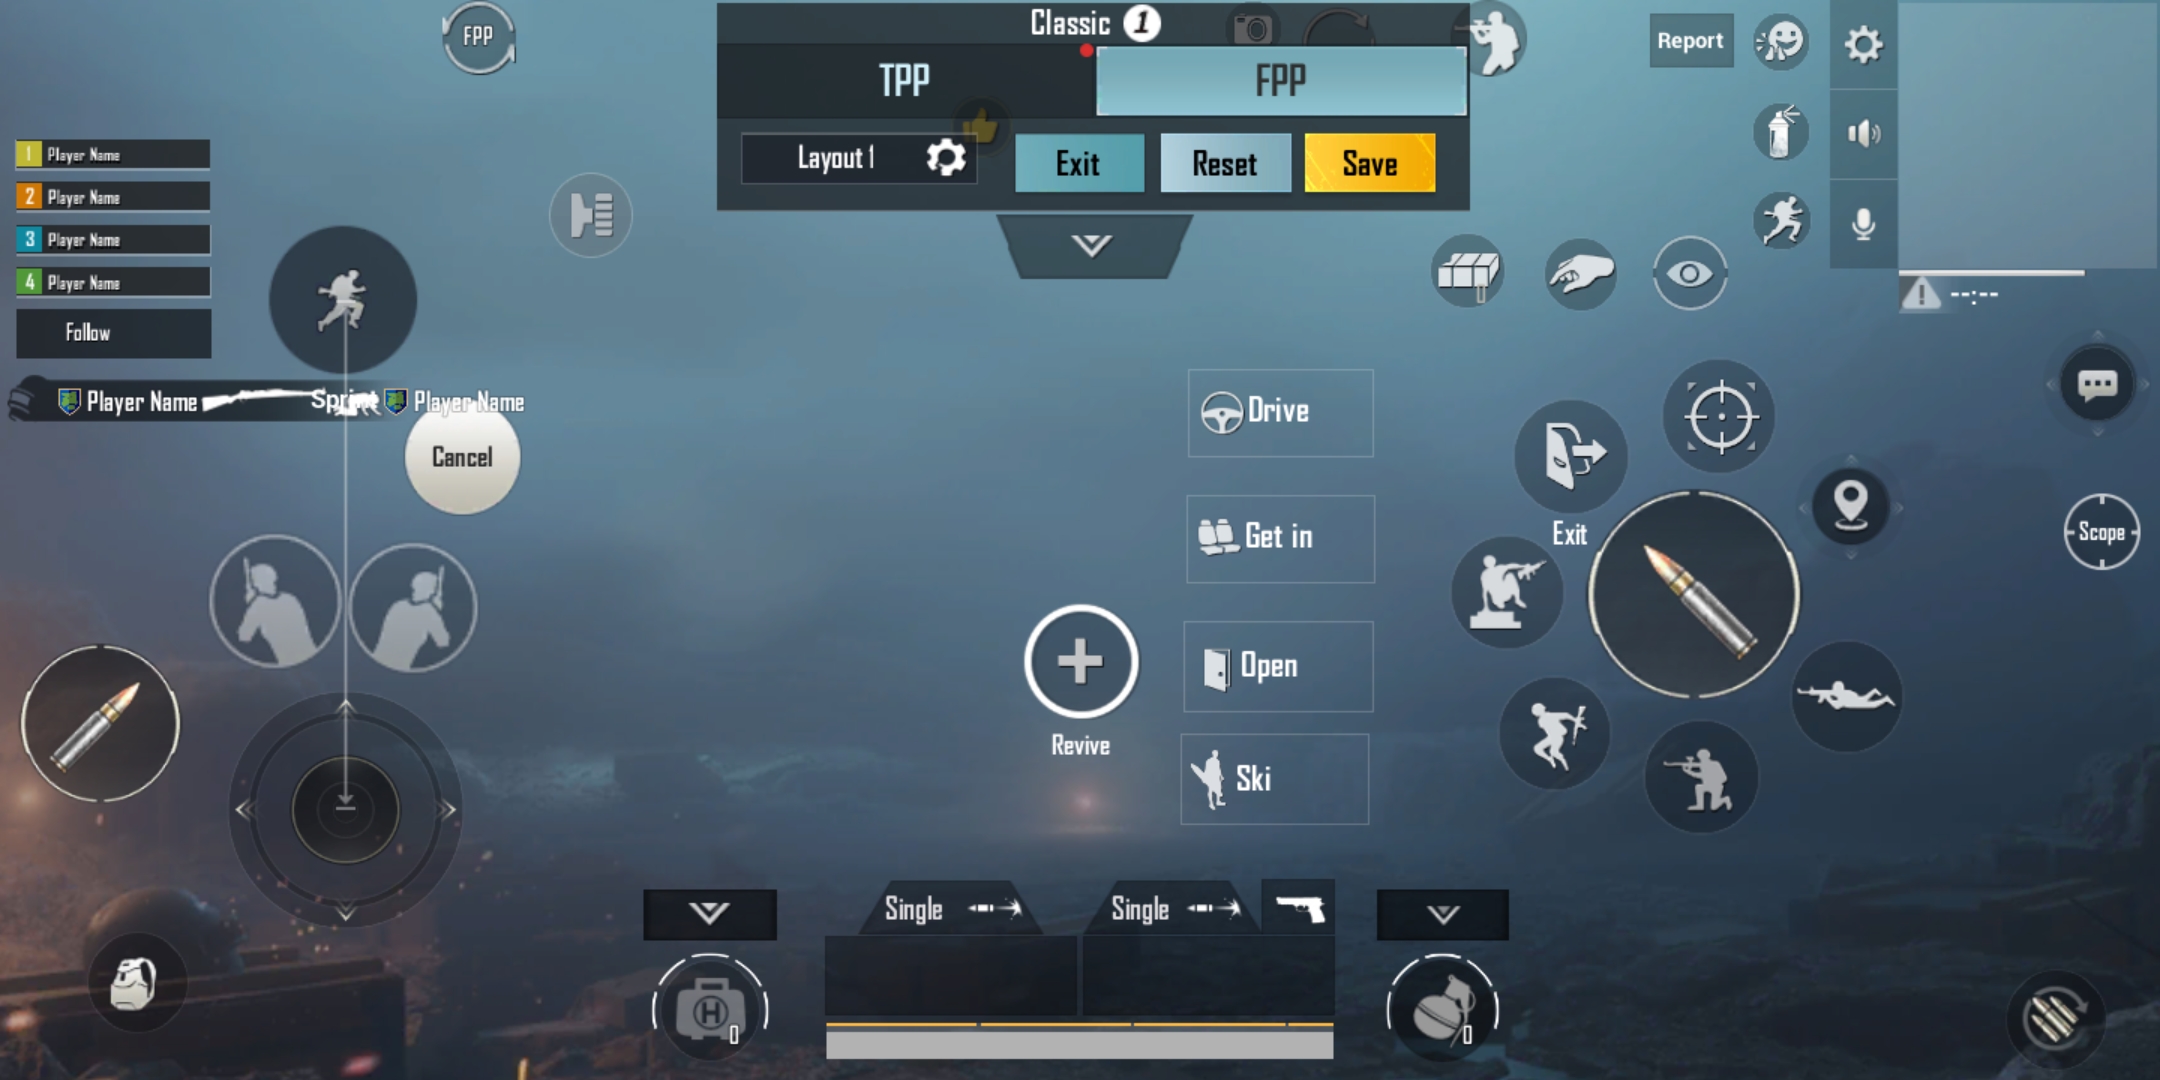 Classic 1
FPP
TPP
FPP
Report
Layout 1
Exit
Reset
Save
1 Player Name
2 Player Name
3 Player Name
4 Player Name
Follow
--:--
Player Name
Sprint
Player Name
Cancel
Drive
Get in
Exit
Scope
Open
Revive
Ski
Single
Single
H
0
0